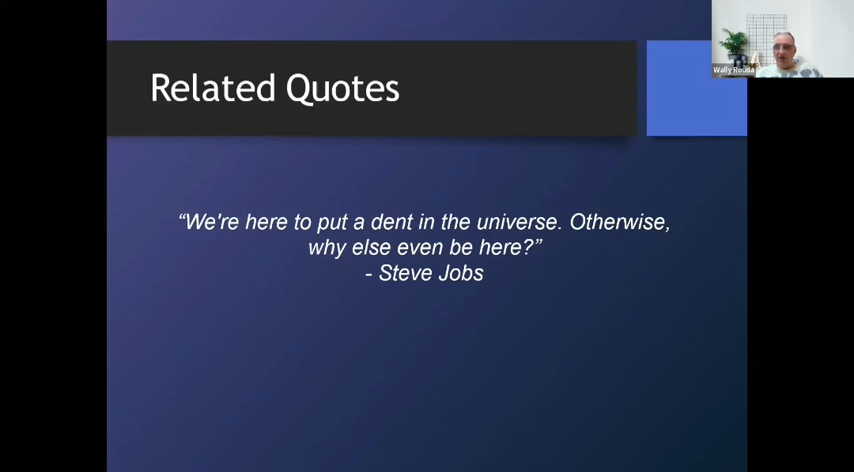 Related Quotes
“We're here to put a dent in the universe. Otherwise,
why else even be here?”
- Steve Jobs
Wally Rouda